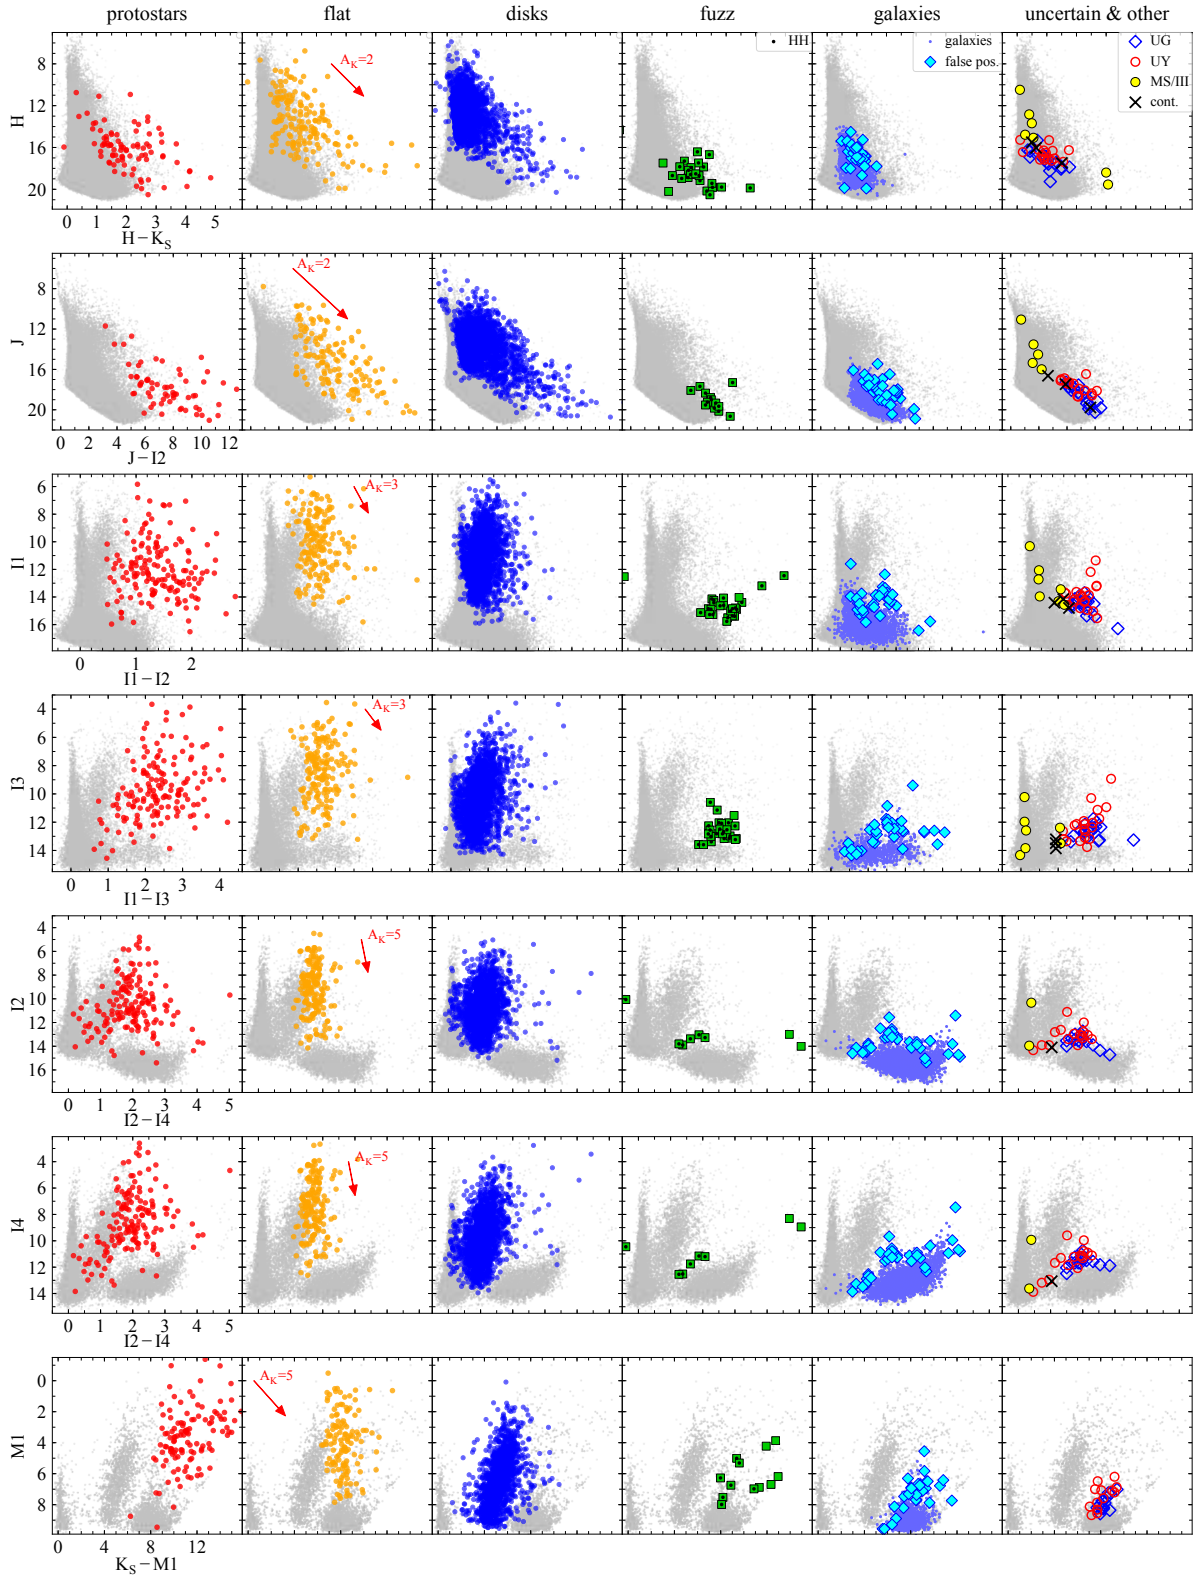 protostars flat disks fuzz galaxies uncertain & other
8
12
16
20
H
A_K=2
HH
galaxies
false pos.
UG
UY
MS/III
cont.
0 1 2 3 4 5
H−K_S
8
12
16
20
J
A_K=2
0 2 4 6 8 10 12
J−I2
6
8
10
12
14
16
I1
A_K=3
0 1 2
I1−I2
4
6
8
10
12
14
I3
A_K=3
0 1 2 3 4
I1−I3
4
6
8
10
12
14
16
I2
A_K=5
0 1 2 3 4 5
I2−I4
4
6
8
10
12
14
I4
A_K=5
0 1 2 3 4 5
I2−I4
0
2
4
6
8
M1
A_K=5
0 4 8 12
K_S−M1